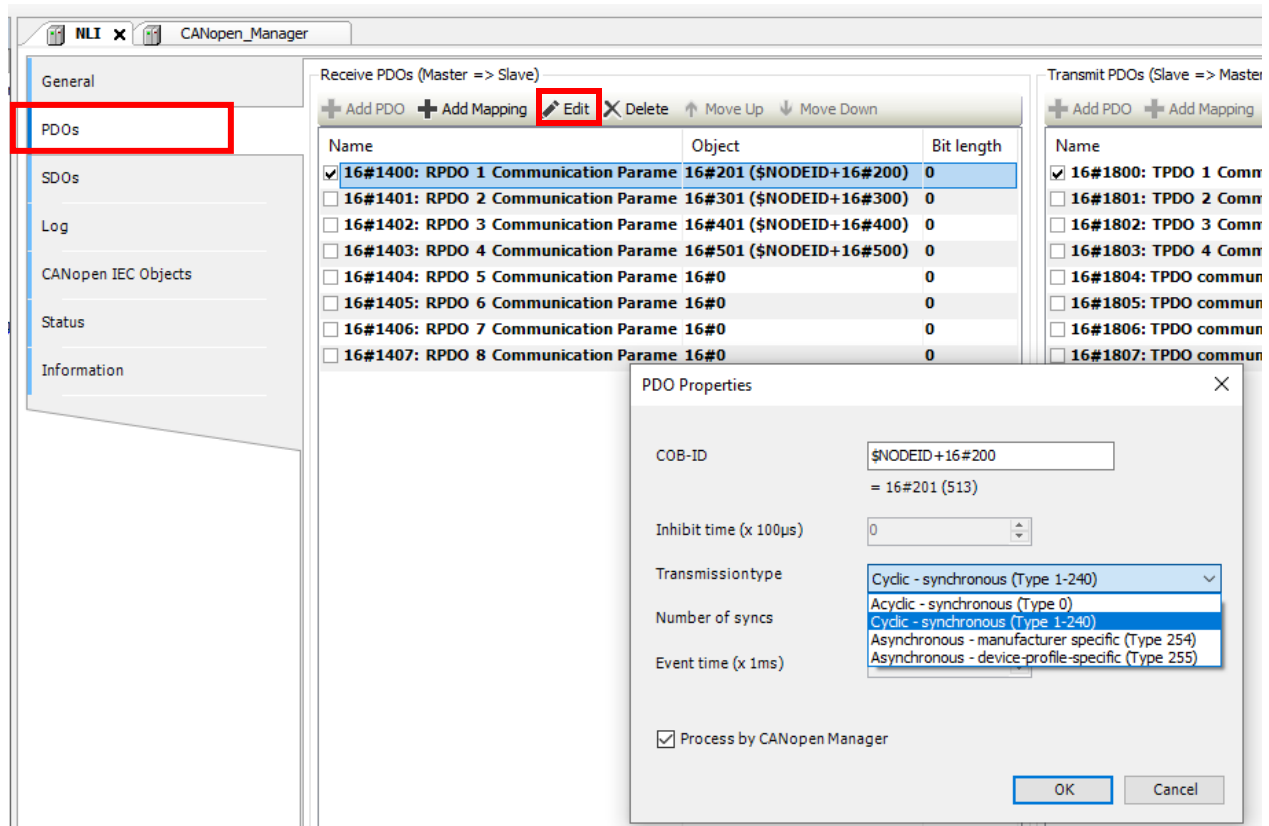 NLI
CANopen_Manager
General
PDOs
SDOs
Log
CANopen IEC Objects
Status
Information
Receive PDOs (Master => Slave)
Add PDO Add Mapping Edit Delete Move Up Move Down
Name Object Bit length
16#1400: RPDO 1 Communication Parame 16#201 ($NODEID+16#200) 0
16#1401: RPDO 2 Communication Parame 16#301 ($NODEID+16#300) 0
16#1402: RPDO 3 Communication Parame 16#401 ($NODEID+16#400) 0
16#1403: RPDO 4 Communication Parame 16#501 ($NODEID+16#500) 0
16#1404: RPDO 5 Communication Parame 16#0 0
16#1405: RPDO 6 Communication Parame 16#0 0
16#1406: RPDO 7 Communication Parame 16#0 0
16#1407: RPDO 8 Communication Parame 16#0 0
Transmit PDOs (Slave => Master
Add PDO Add Mapping
Name
16#1800: TPDO 1 Comm
16#1801: TPDO 2 Comm
16#1802: TPDO 3 Comm
16#1803: TPDO 4 Comm
16#1804: TPDO commun
16#1805: TPDO commun
16#1806: TPDO commun
16#1807: TPDO commun
PDO Properties
COB-ID $NODEID+16#200
= 16#201 (513)
Inhibit time (x 100µs) 0
Transmissiontype Cyclic - synchronous (Type 1-240)
Acyclic - synchronous (Type 0)
Cyclic - synchronous (Type 1-240)
Asynchronous - manufacturer specific (Type 254)
Asynchronous - device-profile-specific (Type 255)
Number of syncs
Event time (x 1ms)
Process by CANopen Manager
OK Cancel